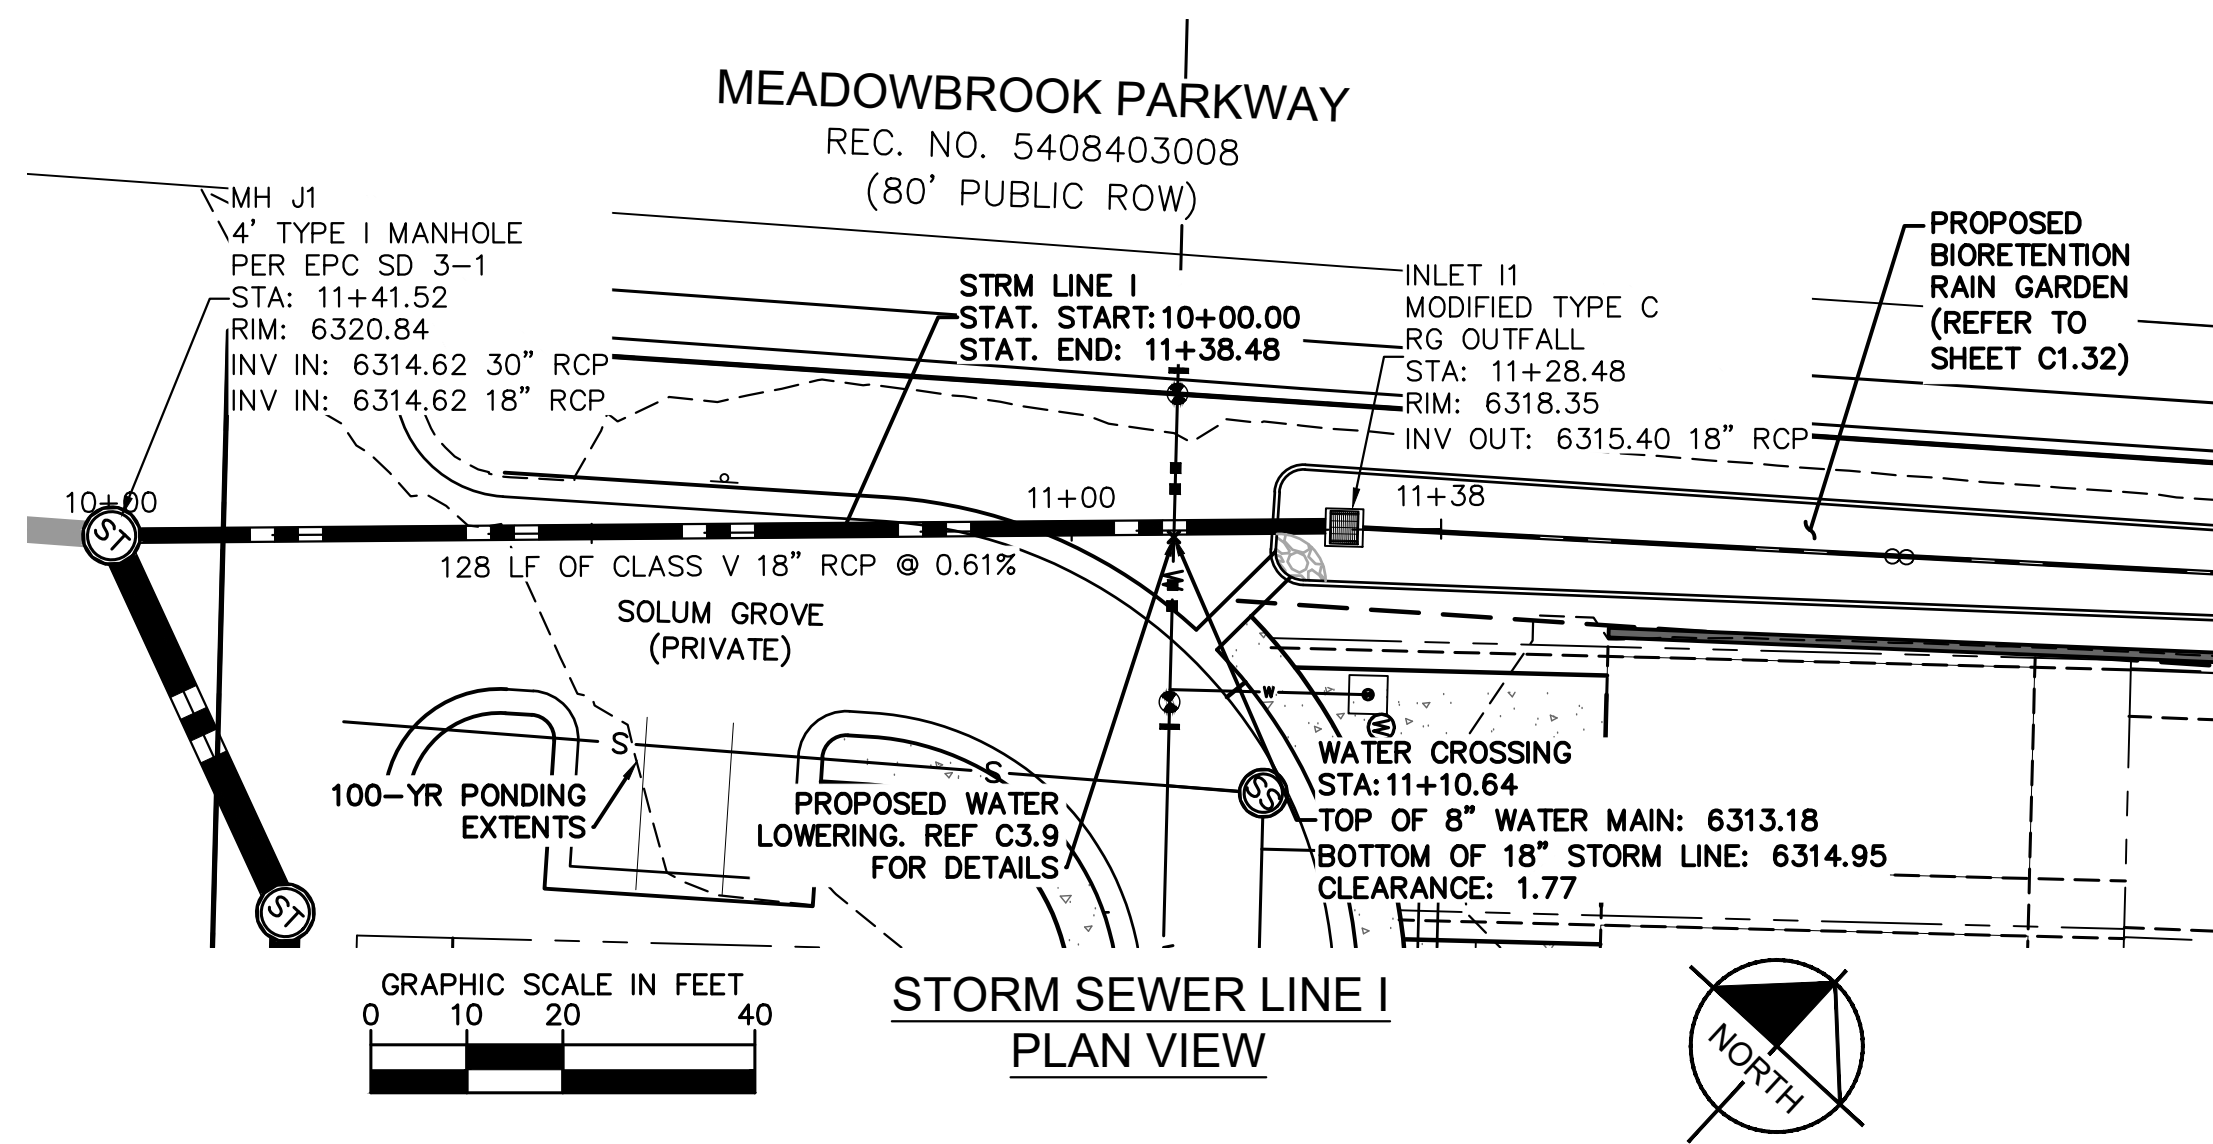 MEADOWBROOK PARKWAY
REC. NO. 5408403008
(80' PUBLIC ROW)
MH J1
4' TYPE I MANHOLE
PER EPC SD 3-1
STA: 11+41.52
RIM: 6320.84
INV IN: 6314.62 30" RCP
INV IN: 6314.62 18" RCP
STRM LINE I
STAT. START:10+00.00
STAT. END: 11+38.48
INLET I1
MODIFIED TYPE C
RG OUTFALL
STA: 11+28.48
RIM: 6318.35
INV OUT: 6315.40 18" RCP
PROPOSED
BIORETENTION
RAIN GARDEN
(REFER TO
SHEET C1.32)
10+00
11+00
11+38
ST
128 LF OF CLASS V 18" RCP @ 0.61%
W
SOLUM GROVE
(PRIVATE)
W
W
S
S
SS
ST
100-YR PONDING
EXTENTS
PROPOSED WATER
LOWERING. REF C3.9
FOR DETAILS
WATER CROSSING
STA:11+10.64
TOP OF 8" WATER MAIN: 6313.18
BOTTOM OF 18" STORM LINE: 6314.95
CLEARANCE: 1.77
GRAPHIC SCALE IN FEET
0 10 20 40
STORM SEWER LINE I
PLAN VIEW
NORTH